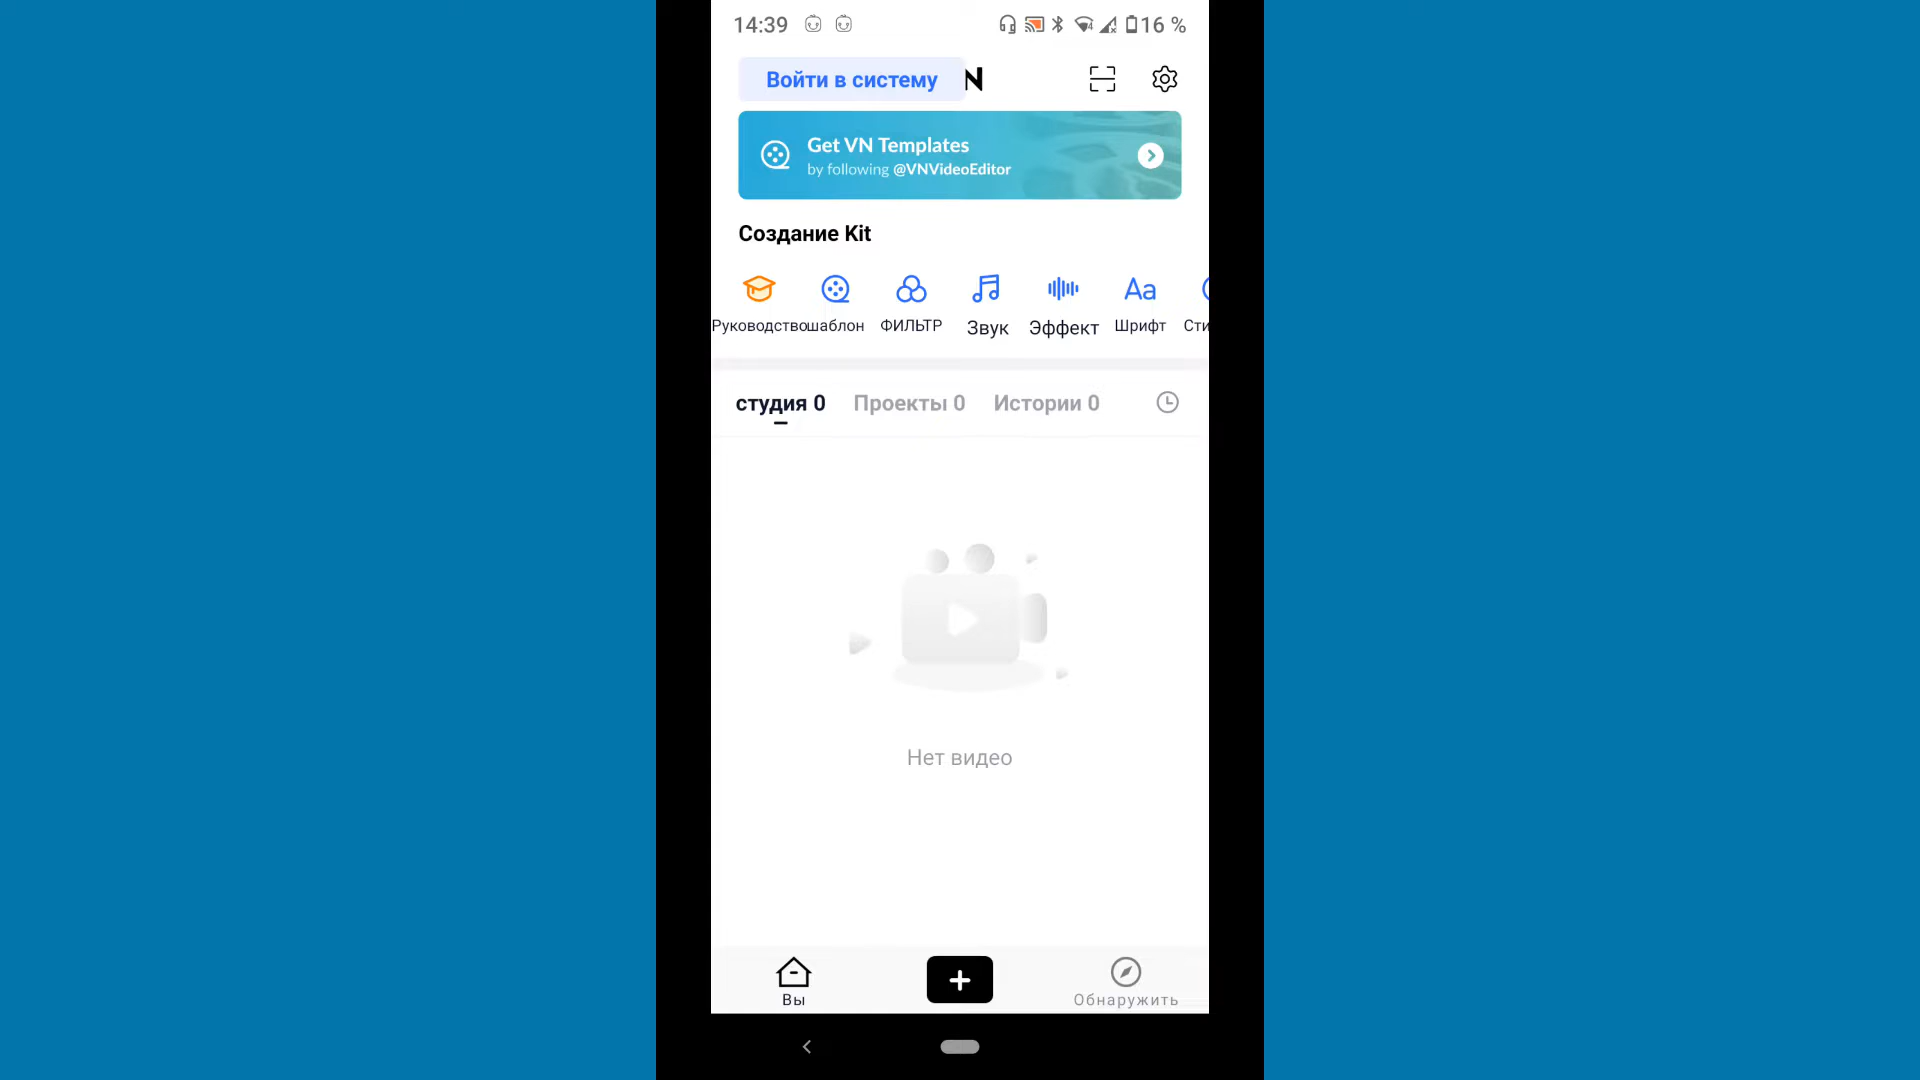 14:39
16 %
Войти в систему
N
Get VN Templates
by following @VNVideoEditor
Создание Kit
Руководство
шаблон
ФИЛЬТР
Звук
Эффект
Шрифт
Сти
студия 0
Проекты 0
Истории 0
Нет видео
Вы
Обнаружить